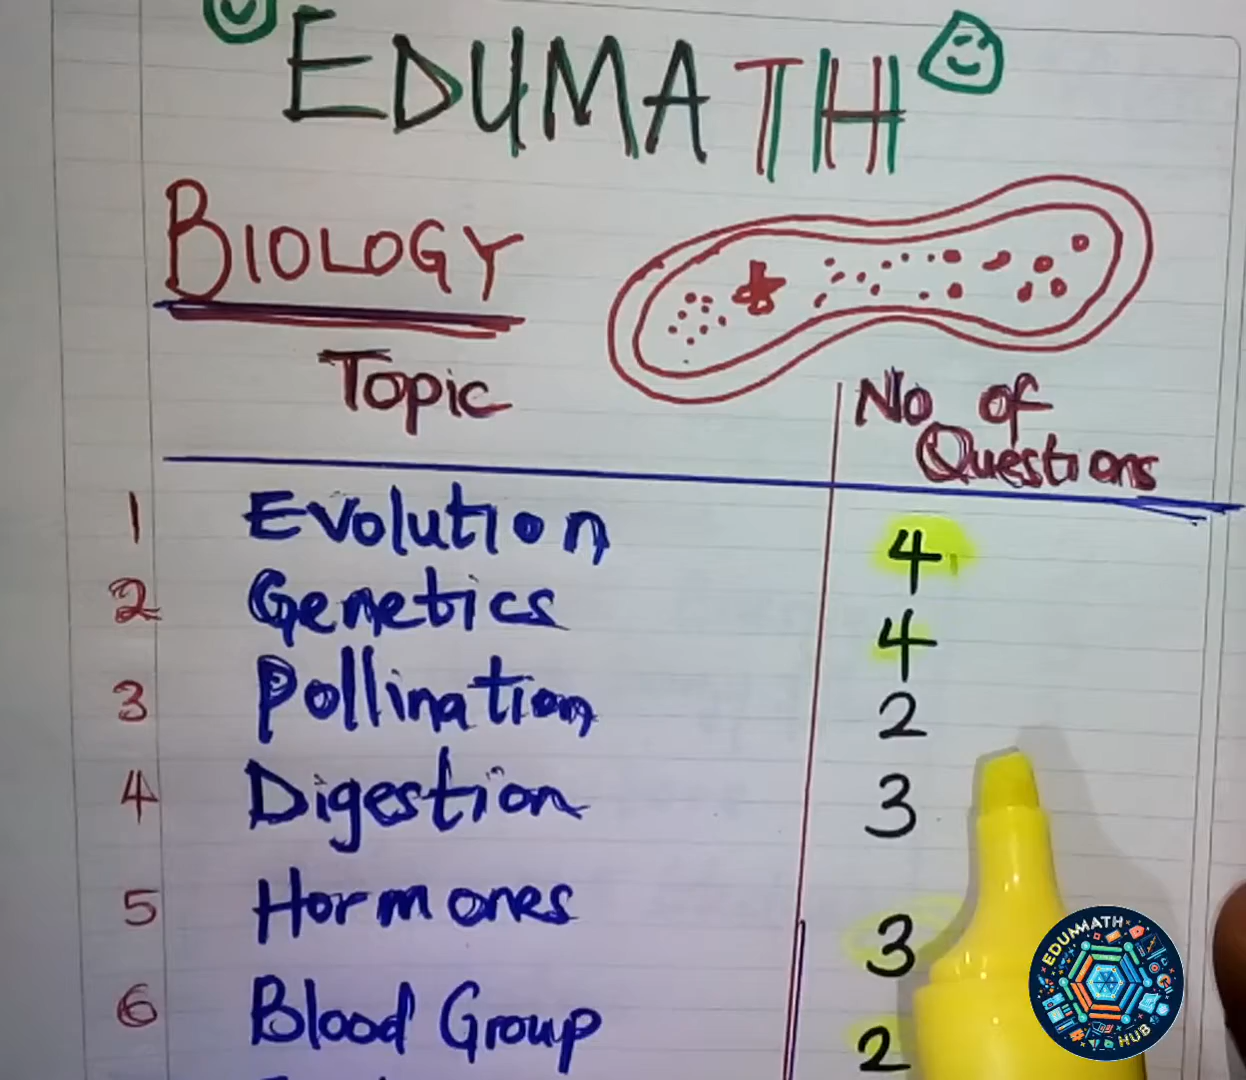 EDUMATH
BIOLOGY
Topic No of Questions
1 Evolution 4
2 Genetics 4
3 Pollination 2
4 Digestion 3
5 Hormones 3
6 Blood Group 2
EDUMATH
HUB